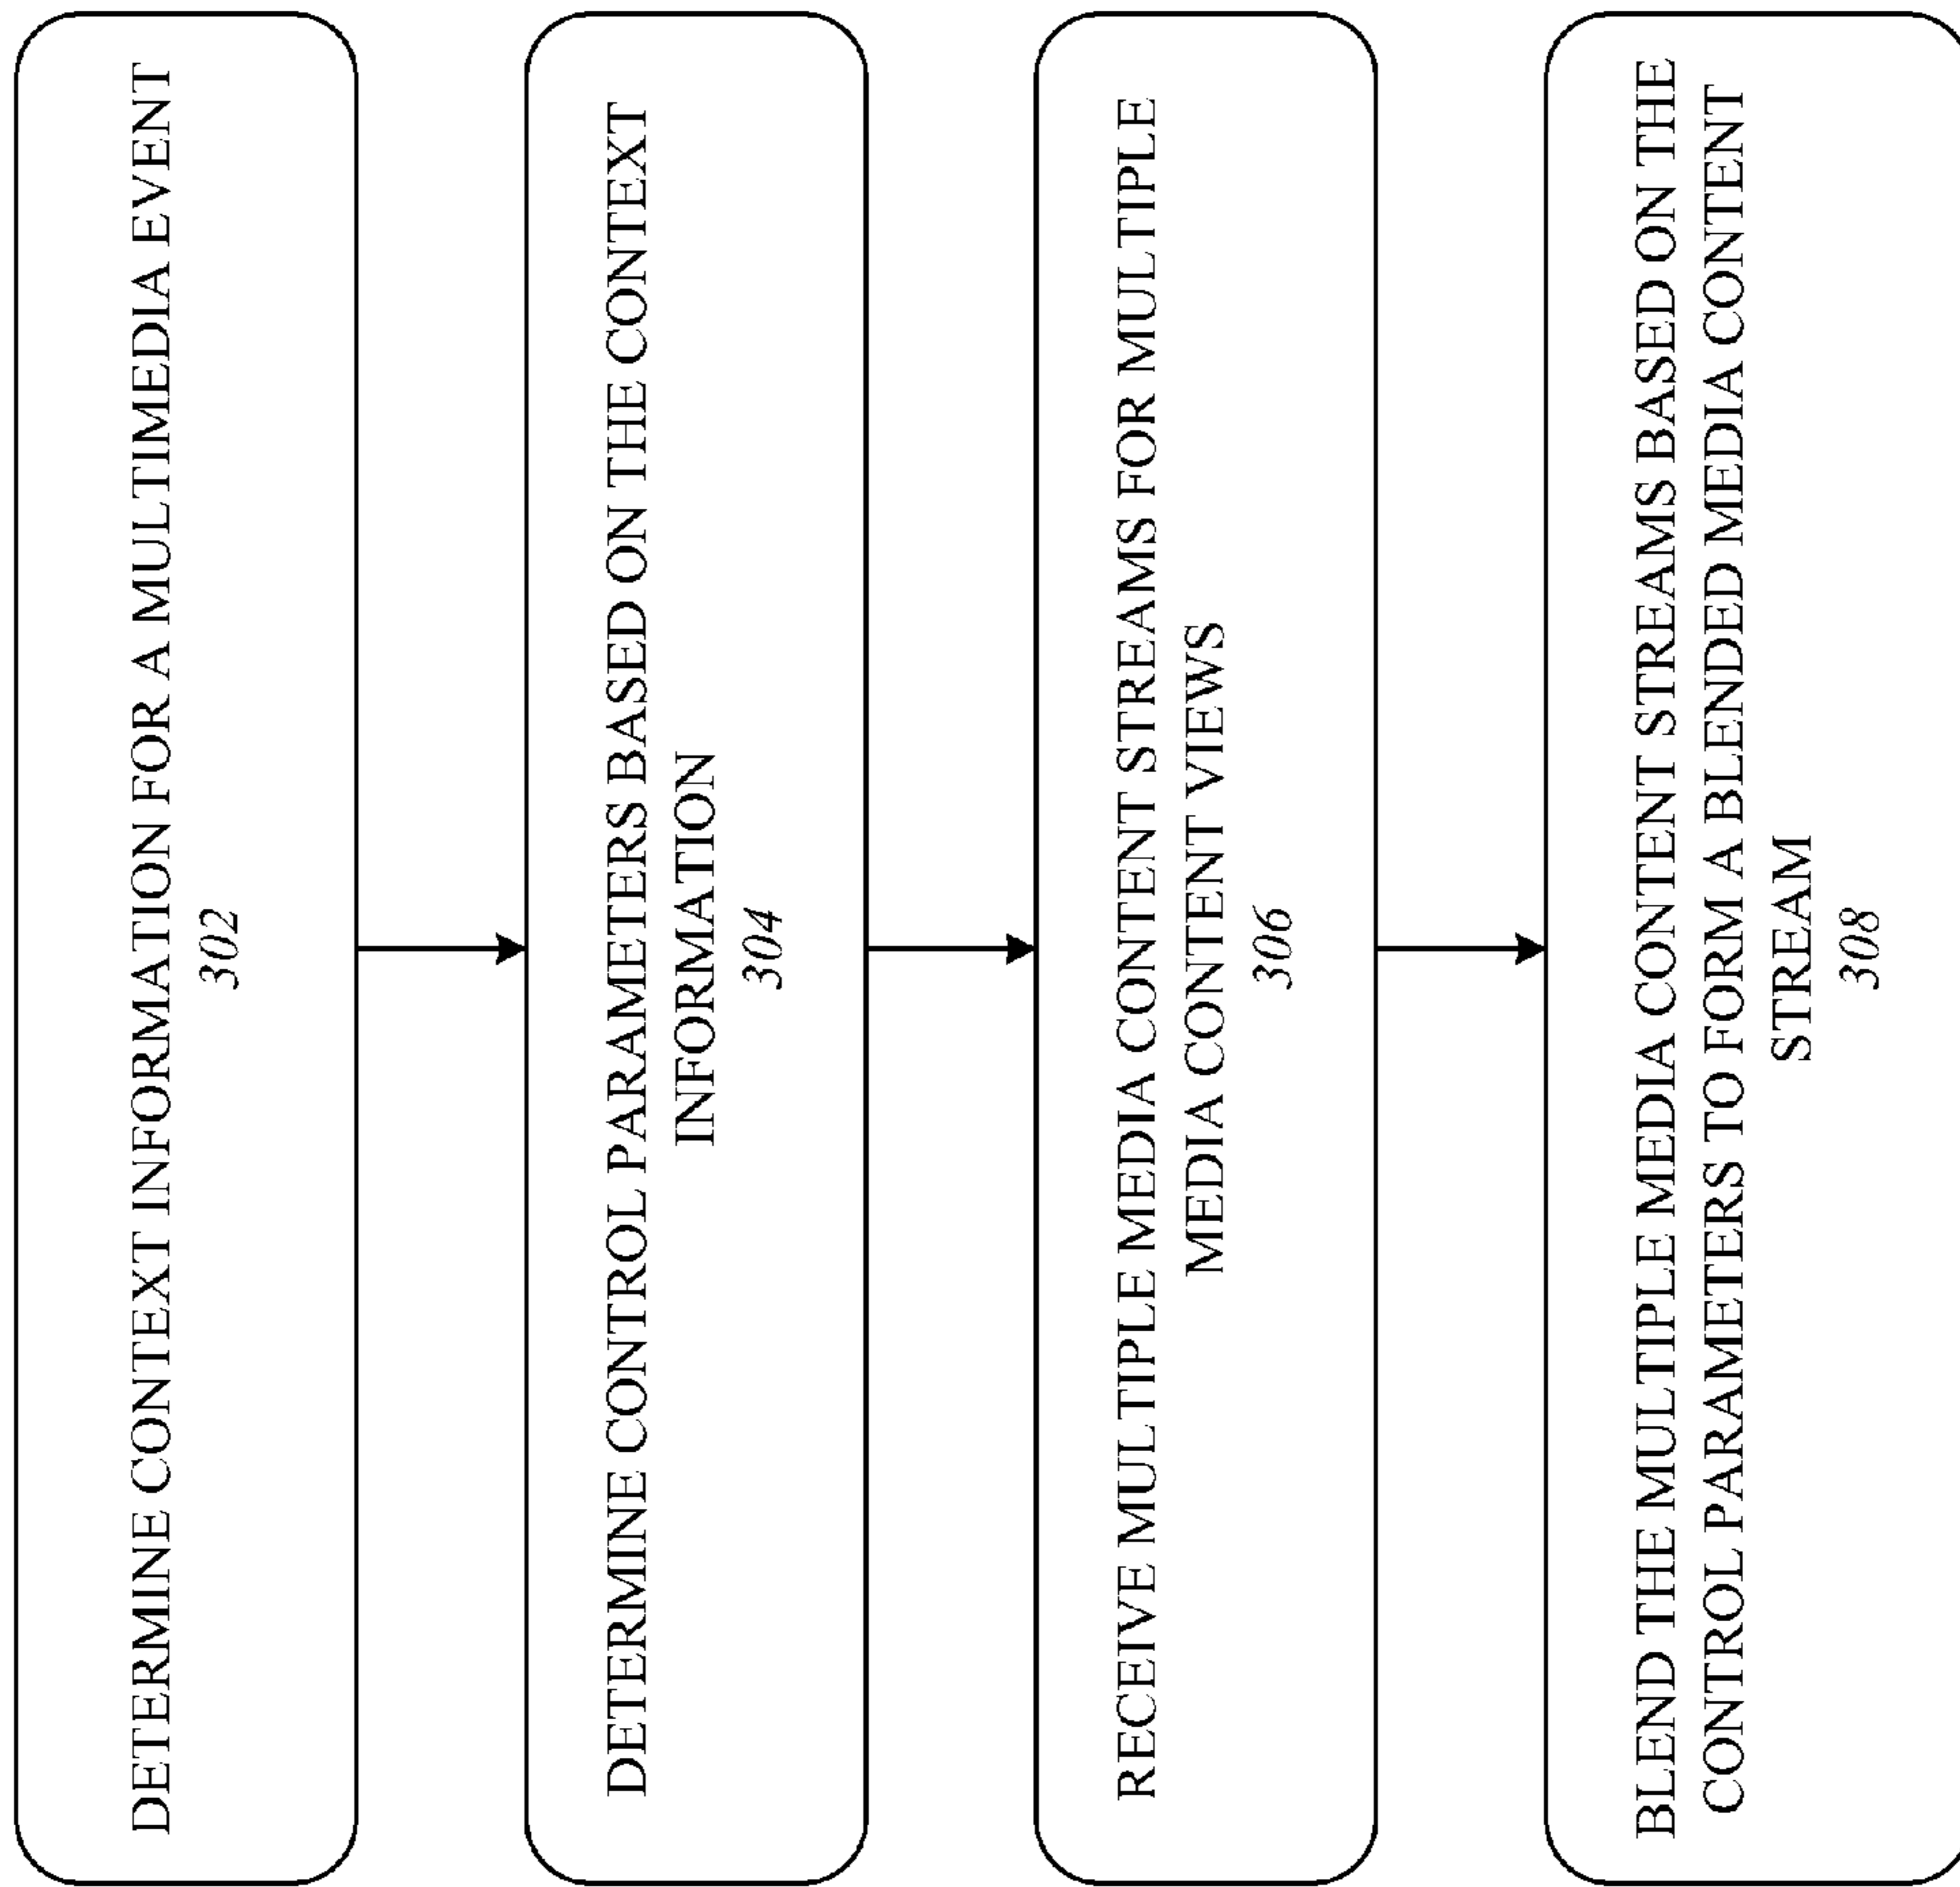 DETERMINE CONTEXT INFORMATION FOR A MULTIMEDIA EVENT
302
DETERMINE CONTROL PARAMETERS BASED ON THE CONTEXT
INFORMATION
304
RECEIVE MULTIPLE MEDIA CONTENT STREAMS FOR MULTIPLE
MEDIA CONTENT VIEWS
306
BLEND THE MULTIPLE MEDIA CONTENT STREAMS BASED ON THE
CONTROL PARAMETERS TO FORM A BLENDED MEDIA CONTENT
STREAM
308